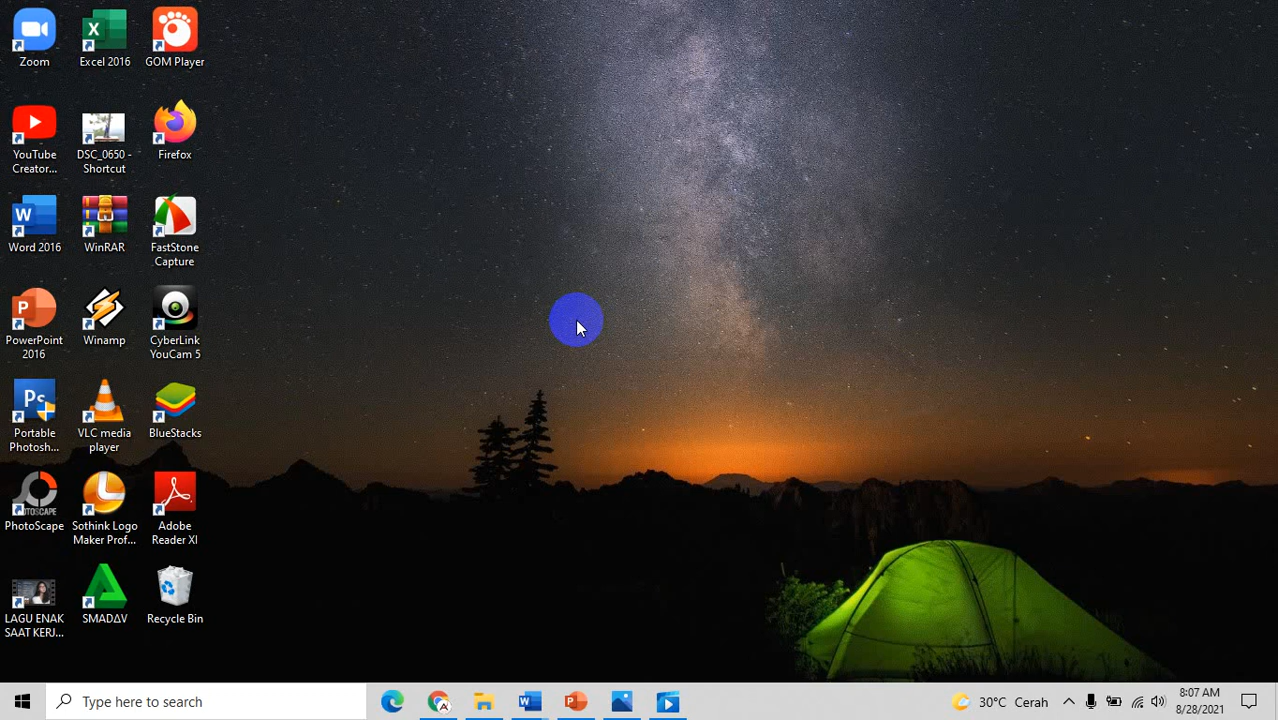 Zoom
Excel 2016
GOM Player
YouTube
Creator...
DSC_0650 -
Shortcut
Firefox
Word 2016
WinRAR
FastStone
Capture
PowerPoint
2016
Winamp
CyberLink
YouCam 5
Ps
Portable
Photosh...
VLC media
player
BlueStacks
PHOTOSCAPE
PhotoScape
Sothink Logo
Maker Prof...
Adobe
Reader XI
LAGU ENAK
SAAT KERJ...
SMADΔV
Recycle Bin
Type here to search
30°C Cerah
8:07 AM
8/28/2021